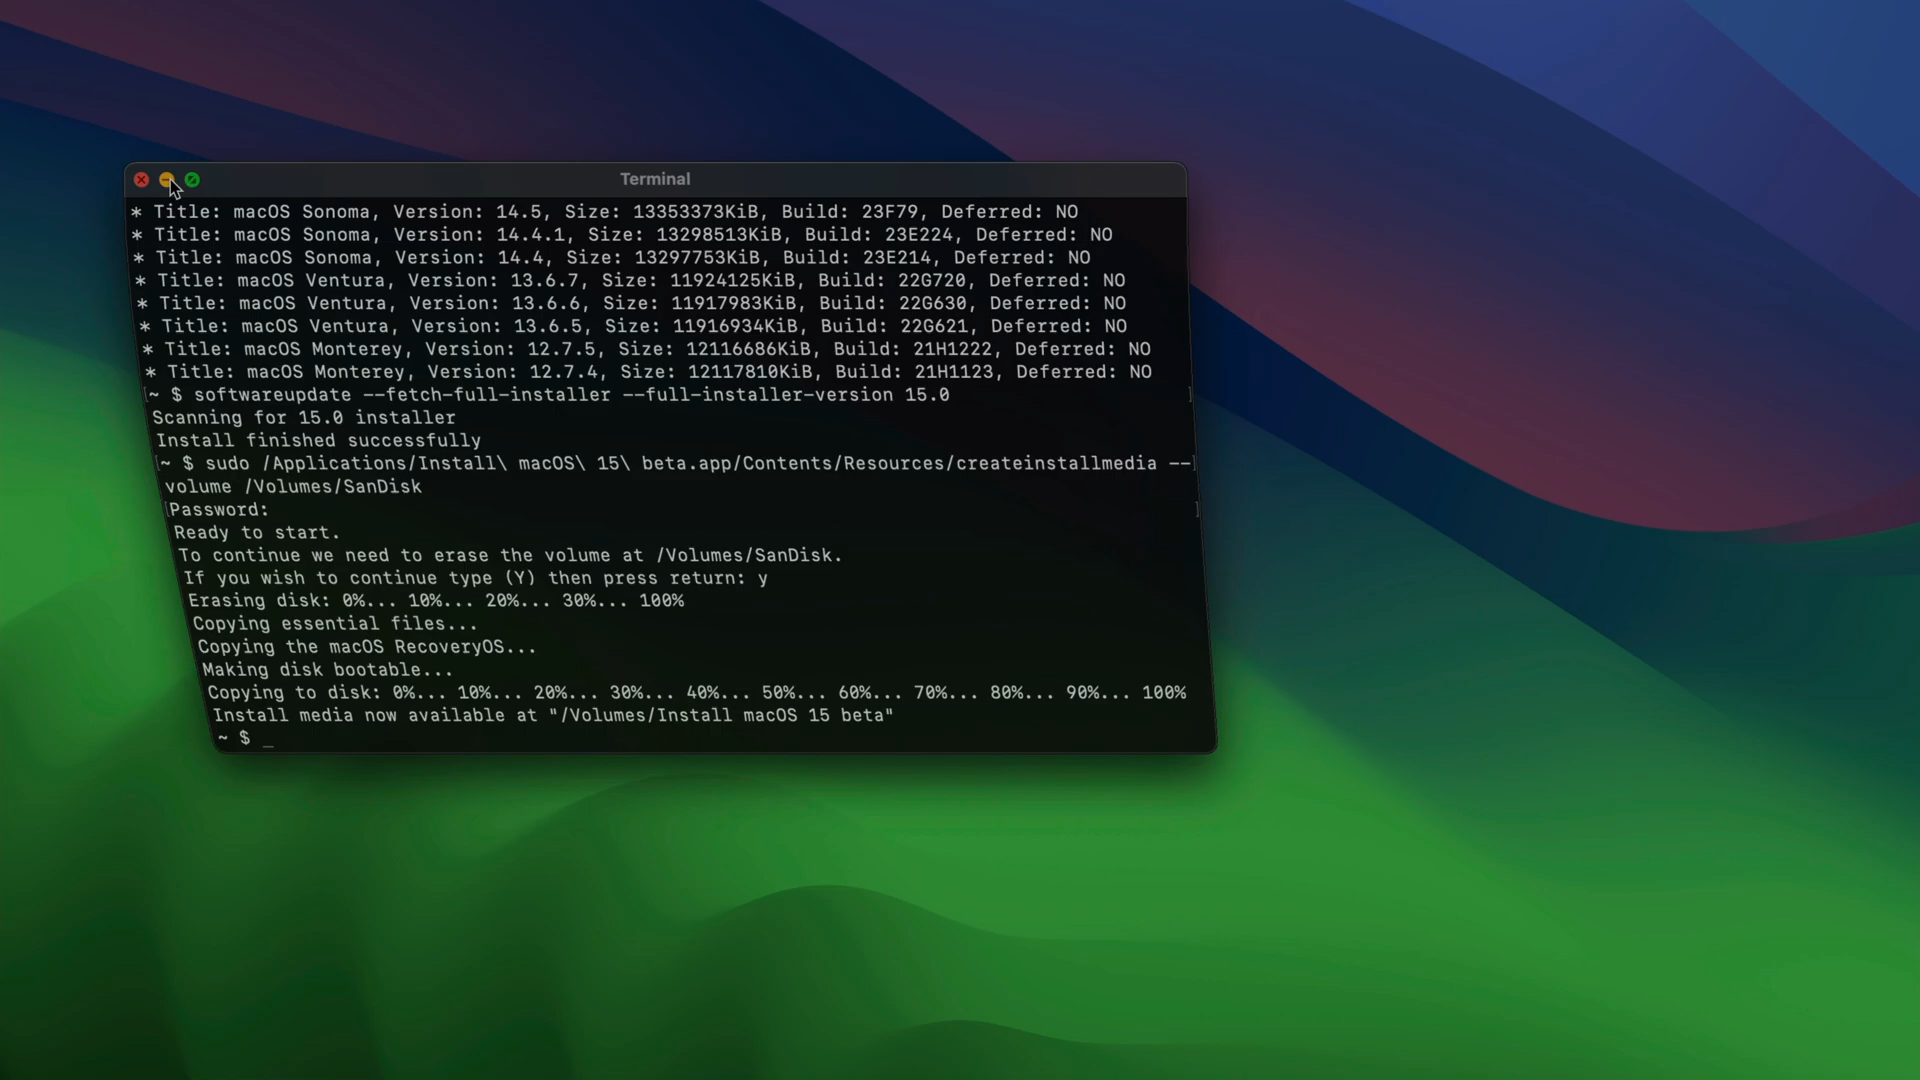 Terminal
* Title: macOS Sonoma, Version: 14.5, Size: 13353373KiB, Build: 23F79, Deferred: NO
* Title: macOS Sonoma, Version: 14.4.1, Size: 13298513KiB, Build: 23E224, Deferred: NO
* Title: macOS Sonoma, Version: 14.4, Size: 13297753KiB, Build: 23E214, Deferred: NO
* Title: macOS Ventura, Version: 13.6.7, Size: 11924125KiB, Build: 22G720, Deferred: NO
* Title: macOS Ventura, Version: 13.6.6, Size: 11917983KiB, Build: 22G630, Deferred: NO
* Title: macOS Ventura, Version: 13.6.5, Size: 11916934KiB, Build: 22G621, Deferred: NO
* Title: macOS Monterey, Version: 12.7.5, Size: 12116686KiB, Build: 21H1222, Deferred: NO
* Title: macOS Monterey, Version: 12.7.4, Size: 12117810KiB, Build: 21H1123, Deferred: NO
[~ $ softwareupdate --fetch-full-installer --full-installer-version 15.0 ]
Scanning for 15.0 installer
Install finished successfully
[~ $ sudo /Applications/Install\ macOS\ 15\ beta.app/Contents/Resources/createinstallmedia --]
volume /Volumes/SanDisk
[Password: ]
Ready to start.
To continue we need to erase the volume at /Volumes/SanDisk.
If you wish to continue type (Y) then press return: y
Erasing disk: 0%... 10%... 20%... 30%... 100%
Copying essential files...
Copying the macOS RecoveryOS...
Making disk bootable...
Copying to disk: 0%... 10%... 20%... 30%... 40%... 50%... 60%... 70%... 80%... 90%... 100%
Install media now available at "/Volumes/Install macOS 15 beta"
~ $ _